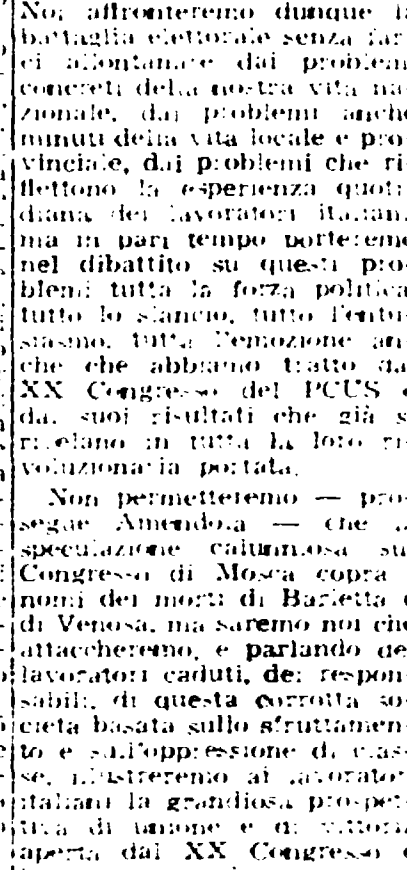 Noi affronteremo dunque la
battaglia elettorale senza far-
ci allontanare dai problemi
concreti della nostra vita na-
zionale, dai problemi anche
minuti della vita locale e pro-
vinciale, dai problemi che ri-
flettono la esperienza quoti-
diana dei lavoratori italiani,
ma in pari tempo porteremo
nel dibattito su questi pro-
blemi tutta la forza politica,
tutto lo slancio, tutto l'entu-
siasmo, tutta l'emozione an-
che che abbiamo tratto dal
XX Congresso del PCUS e
dai suoi risultati che già si
rivelano in tutta la loro ri-
voluzionaria portata.
Non permetteremo — pro-
segue Amendola — che la
speculazione calunniosa sul
Congresso di Mosca copra i
nomi dei morti di Barletta e
di Venosa, ma saremo noi che
attaccheremo, e parlando dei
lavoratori caduti, dei respon-
sabili, di questa corrotta so-
cietà basata sullo sfruttamen-
to e sull'oppressione di clas-
se, illustreremo ai lavoratori
italiani la grandiosa prospet-
tiva di unione e di vittoria
aperta dal XX Congresso e